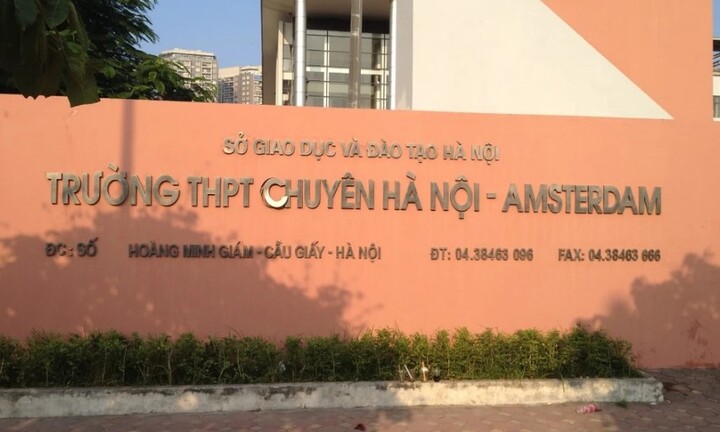 SỞ GIÁO DỤC VÀ ĐÀO TẠO HÀ NỘI
TRƯỜNG THPT CHUYÊN HÀ NỘI - AMSTERDAM
ĐC : SỐ HOÀNG MINH GIÁM - CẦU GIẤY - HÀ NỘI ĐT: 04.38463 096 FAX: 04.38463 666